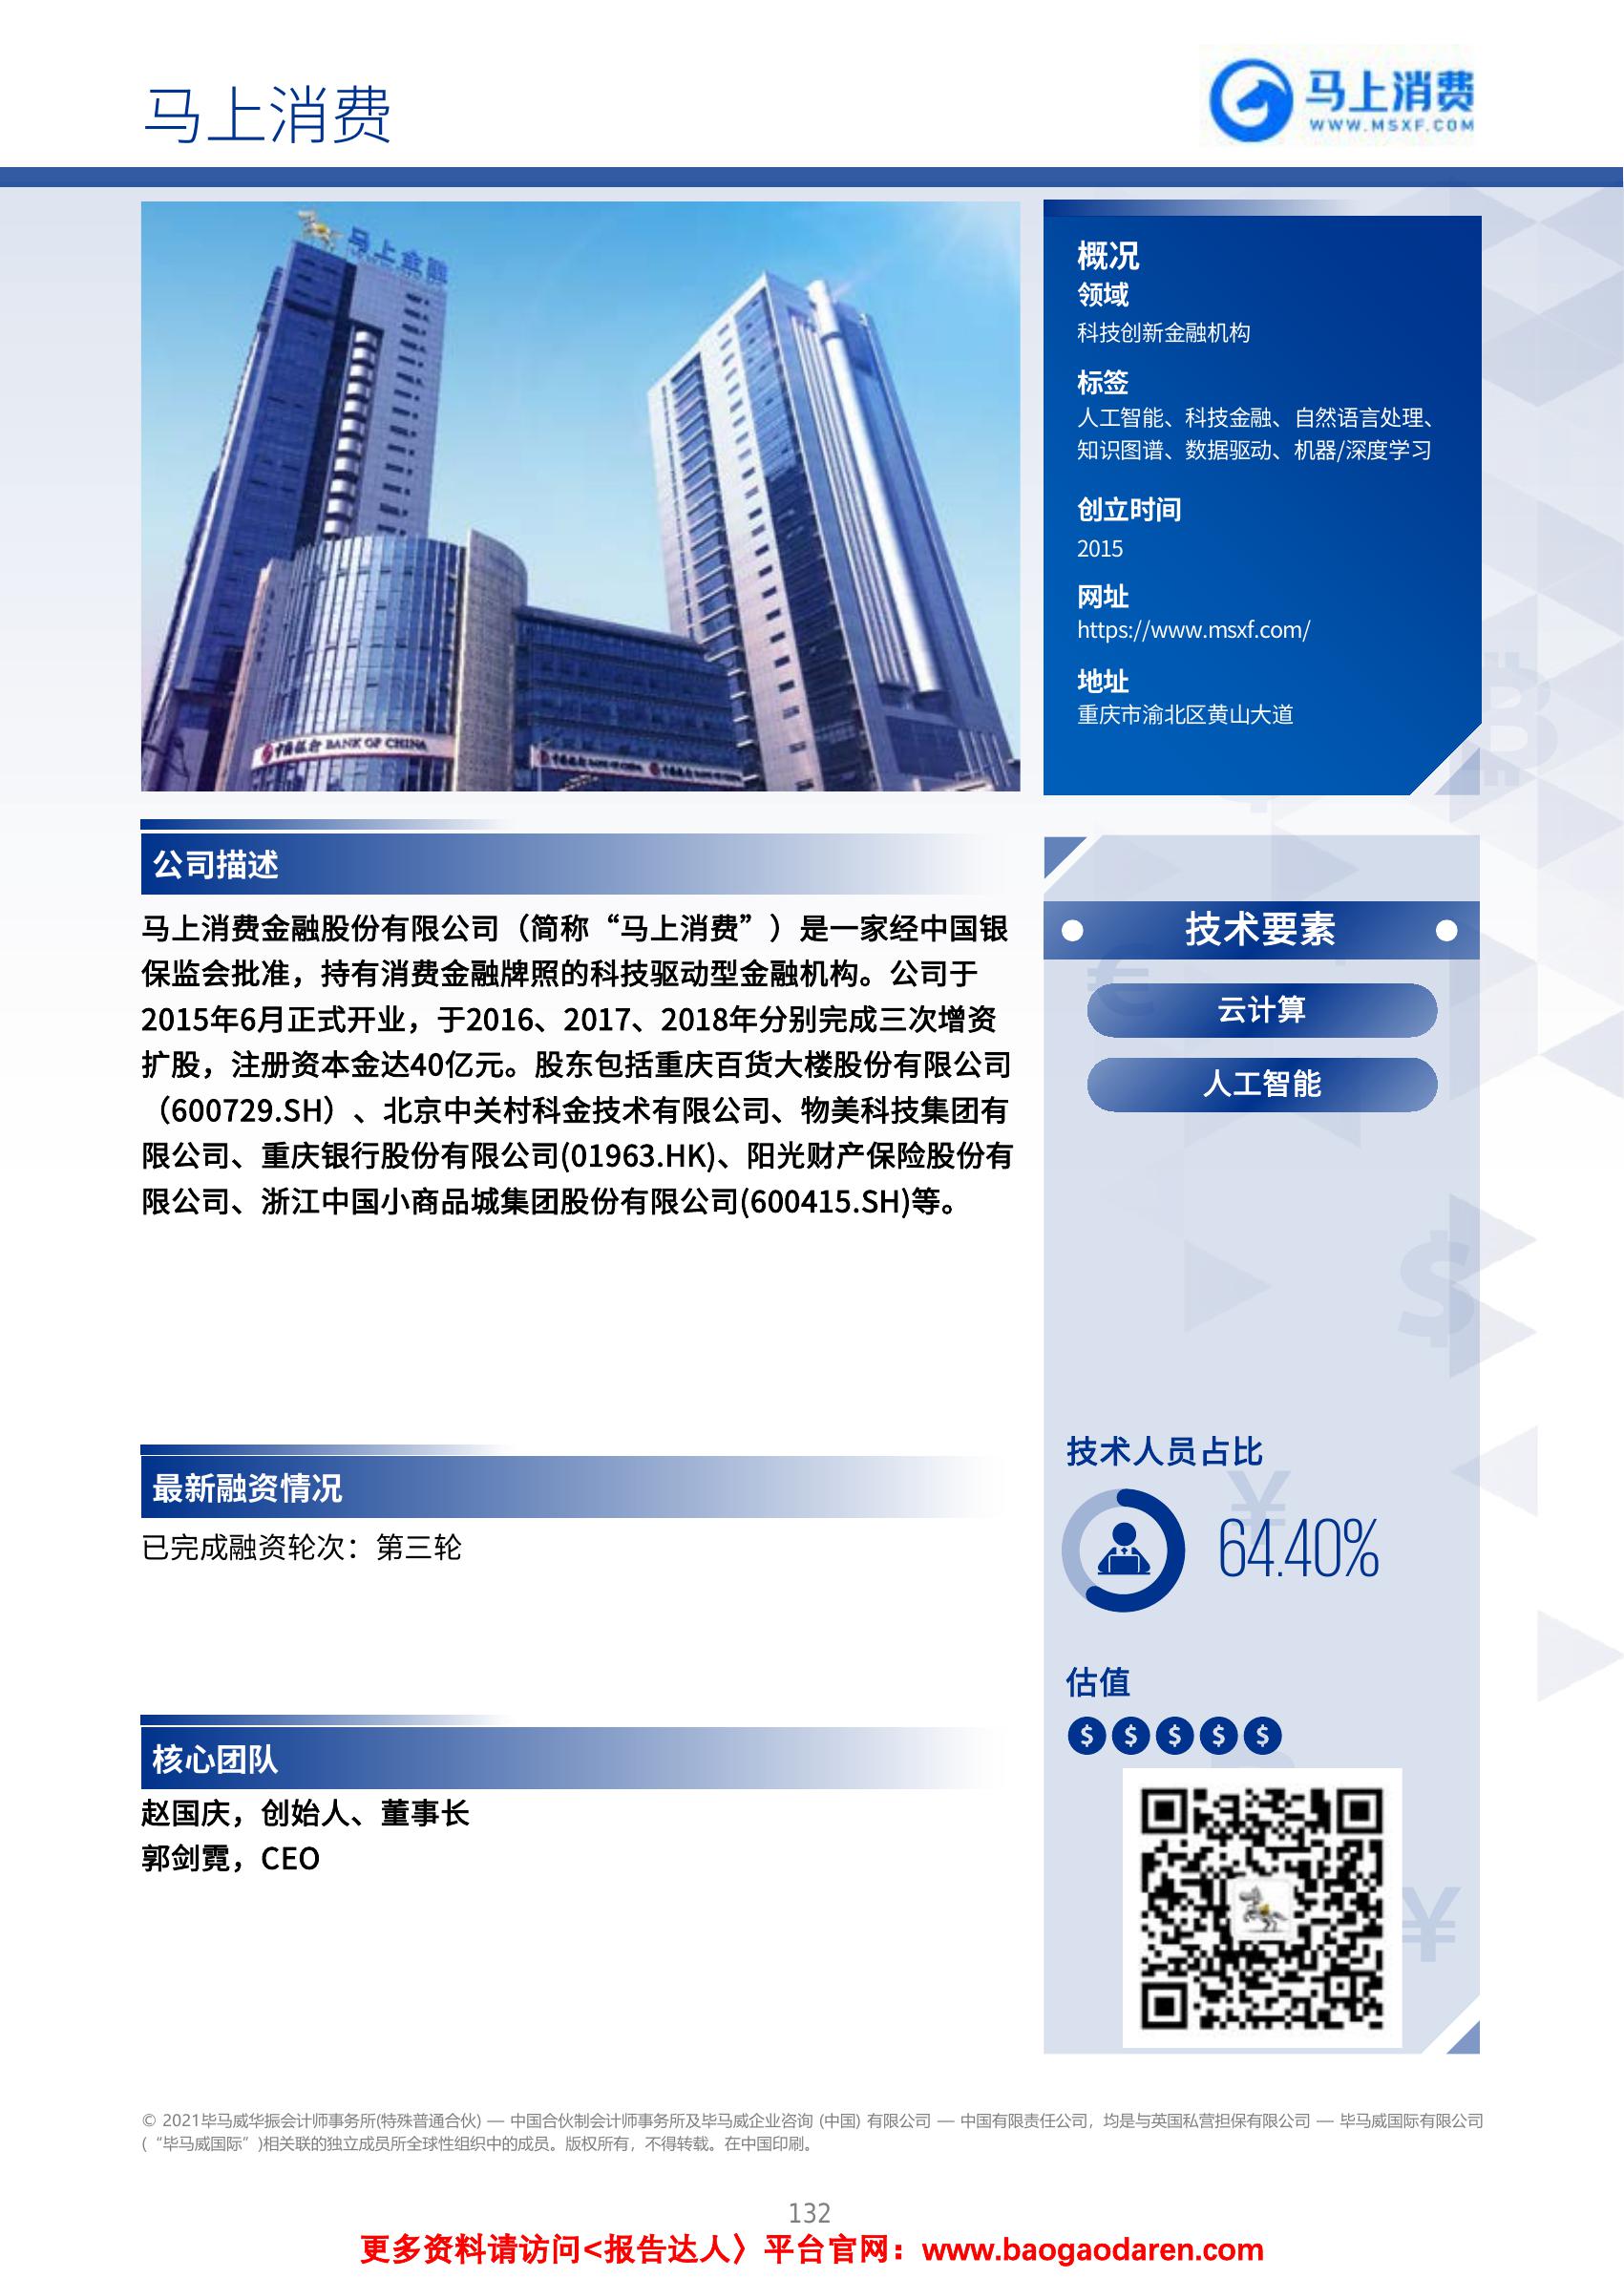 马上消费
马上消费
WWW.MSXF.COM
马上金融
中国银行 BANK OF CHINA
概况
领域
科技创新金融机构
标签
人工智能、科技金融、自然语言处理、
知识图谱、数据驱动、机器/深度学习
创立时间
2015
网址
https://www.msxf.com/
地址
重庆市渝北区黄山大道
公司描述
马上消费金融股份有限公司（简称“马上消费”）是一家经中国银
保监会批准，持有消费金融牌照的科技驱动型金融机构。公司于
2015年6月正式开业，于2016、2017、2018年分别完成三次增资
扩股，注册资本金达40亿元。股东包括重庆百货大楼股份有限公司
（600729.SH）、北京中关村科金技术有限公司、物美科技集团有
限公司、重庆银行股份有限公司(01963.HK)、阳光财产保险股份有
限公司、浙江中国小商品城集团股份有限公司(600415.SH)等。
最新融资情况
已完成融资轮次：第三轮
核心团队
赵国庆，创始人、董事长
郭剑霓，CEO
技术要素
云计算
人工智能
技术人员占比
64.40%
估值
$ $ $ $ $
© 2021毕马威华振会计师事务所(特殊普通合伙) — 中国合伙制会计师事务所及毕马威企业咨询 (中国) 有限公司 — 中国有限责任公司，均是与英国私营担保有限公司 — 毕马威国际有限公司
(“毕马威国际”)相关联的独立成员所全球性组织中的成员。版权所有，不得转载。在中国印刷。
132
更多资料请访问<报告达人〉平台官网：www.baogaodaren.com